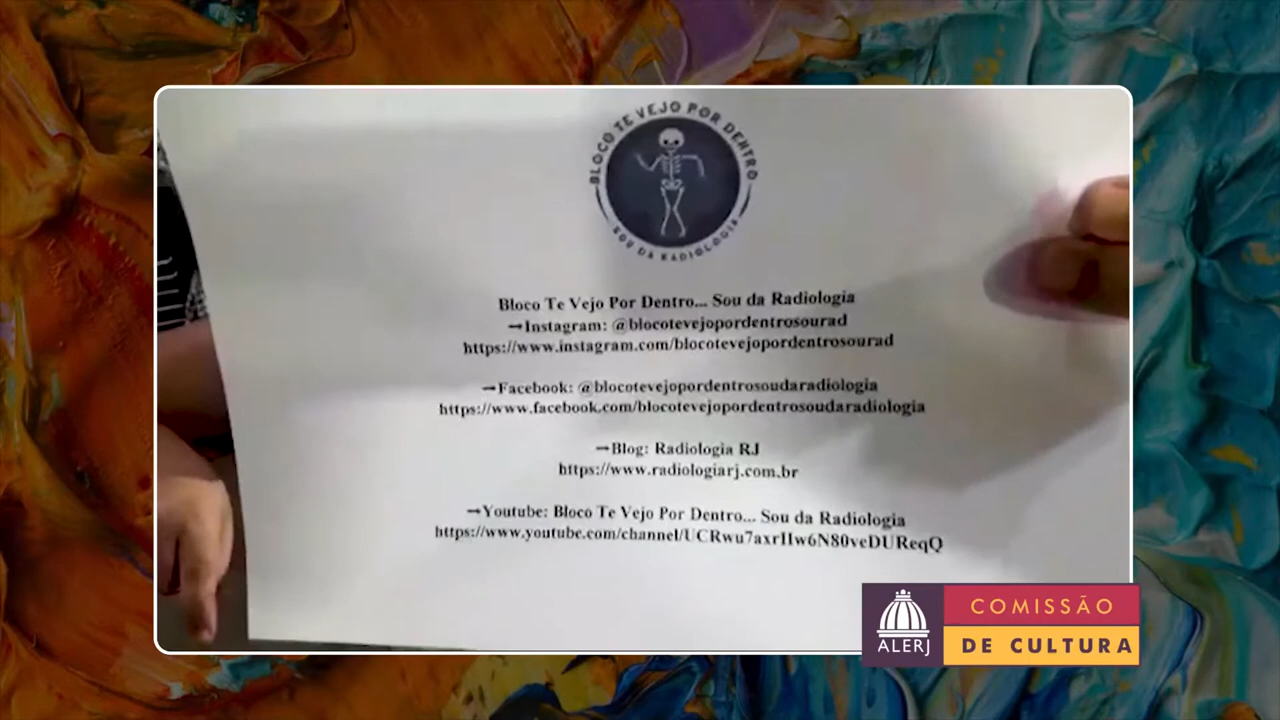 BLOCO TE VEJO POR DENTRO
SOU DA RADIOLOGIA
Bloco Te Vejo Por Dentro... Sou da Radiologia
→Instagram: @blocotevejopordentrosourad
https://www.instagram.com/blocotevejopordentrosourad
→Facebook: @blocotevejopordentrosoudaradiologia
https://www.facebook.com/blocotevejopordentrosoudaradiologia
→Blog: Radiologia RJ
https://www.radiologiarj.com.br
→Youtube: Bloco Te Vejo Por Dentro... Sou da Radiologia
https://www.youtube.com/channel/UCRwu7axrHw6N80veDUReqQ
ALERJ
COMISSÃO
DE CULTURA